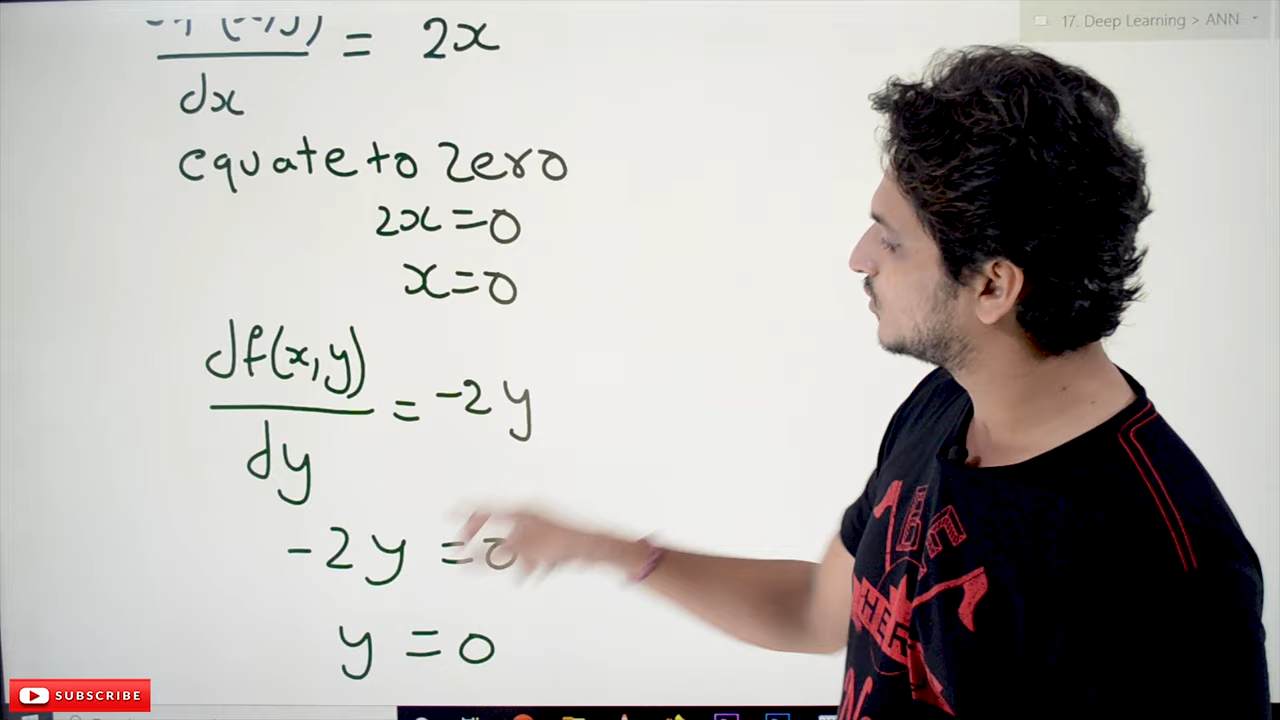 17. Deep Learning > ANN
= 2x
dx
equate to zero
2x=0
x=0
df(x,y)
= -2y
dy
-2y =0
y = 0
SUBSCRIBE